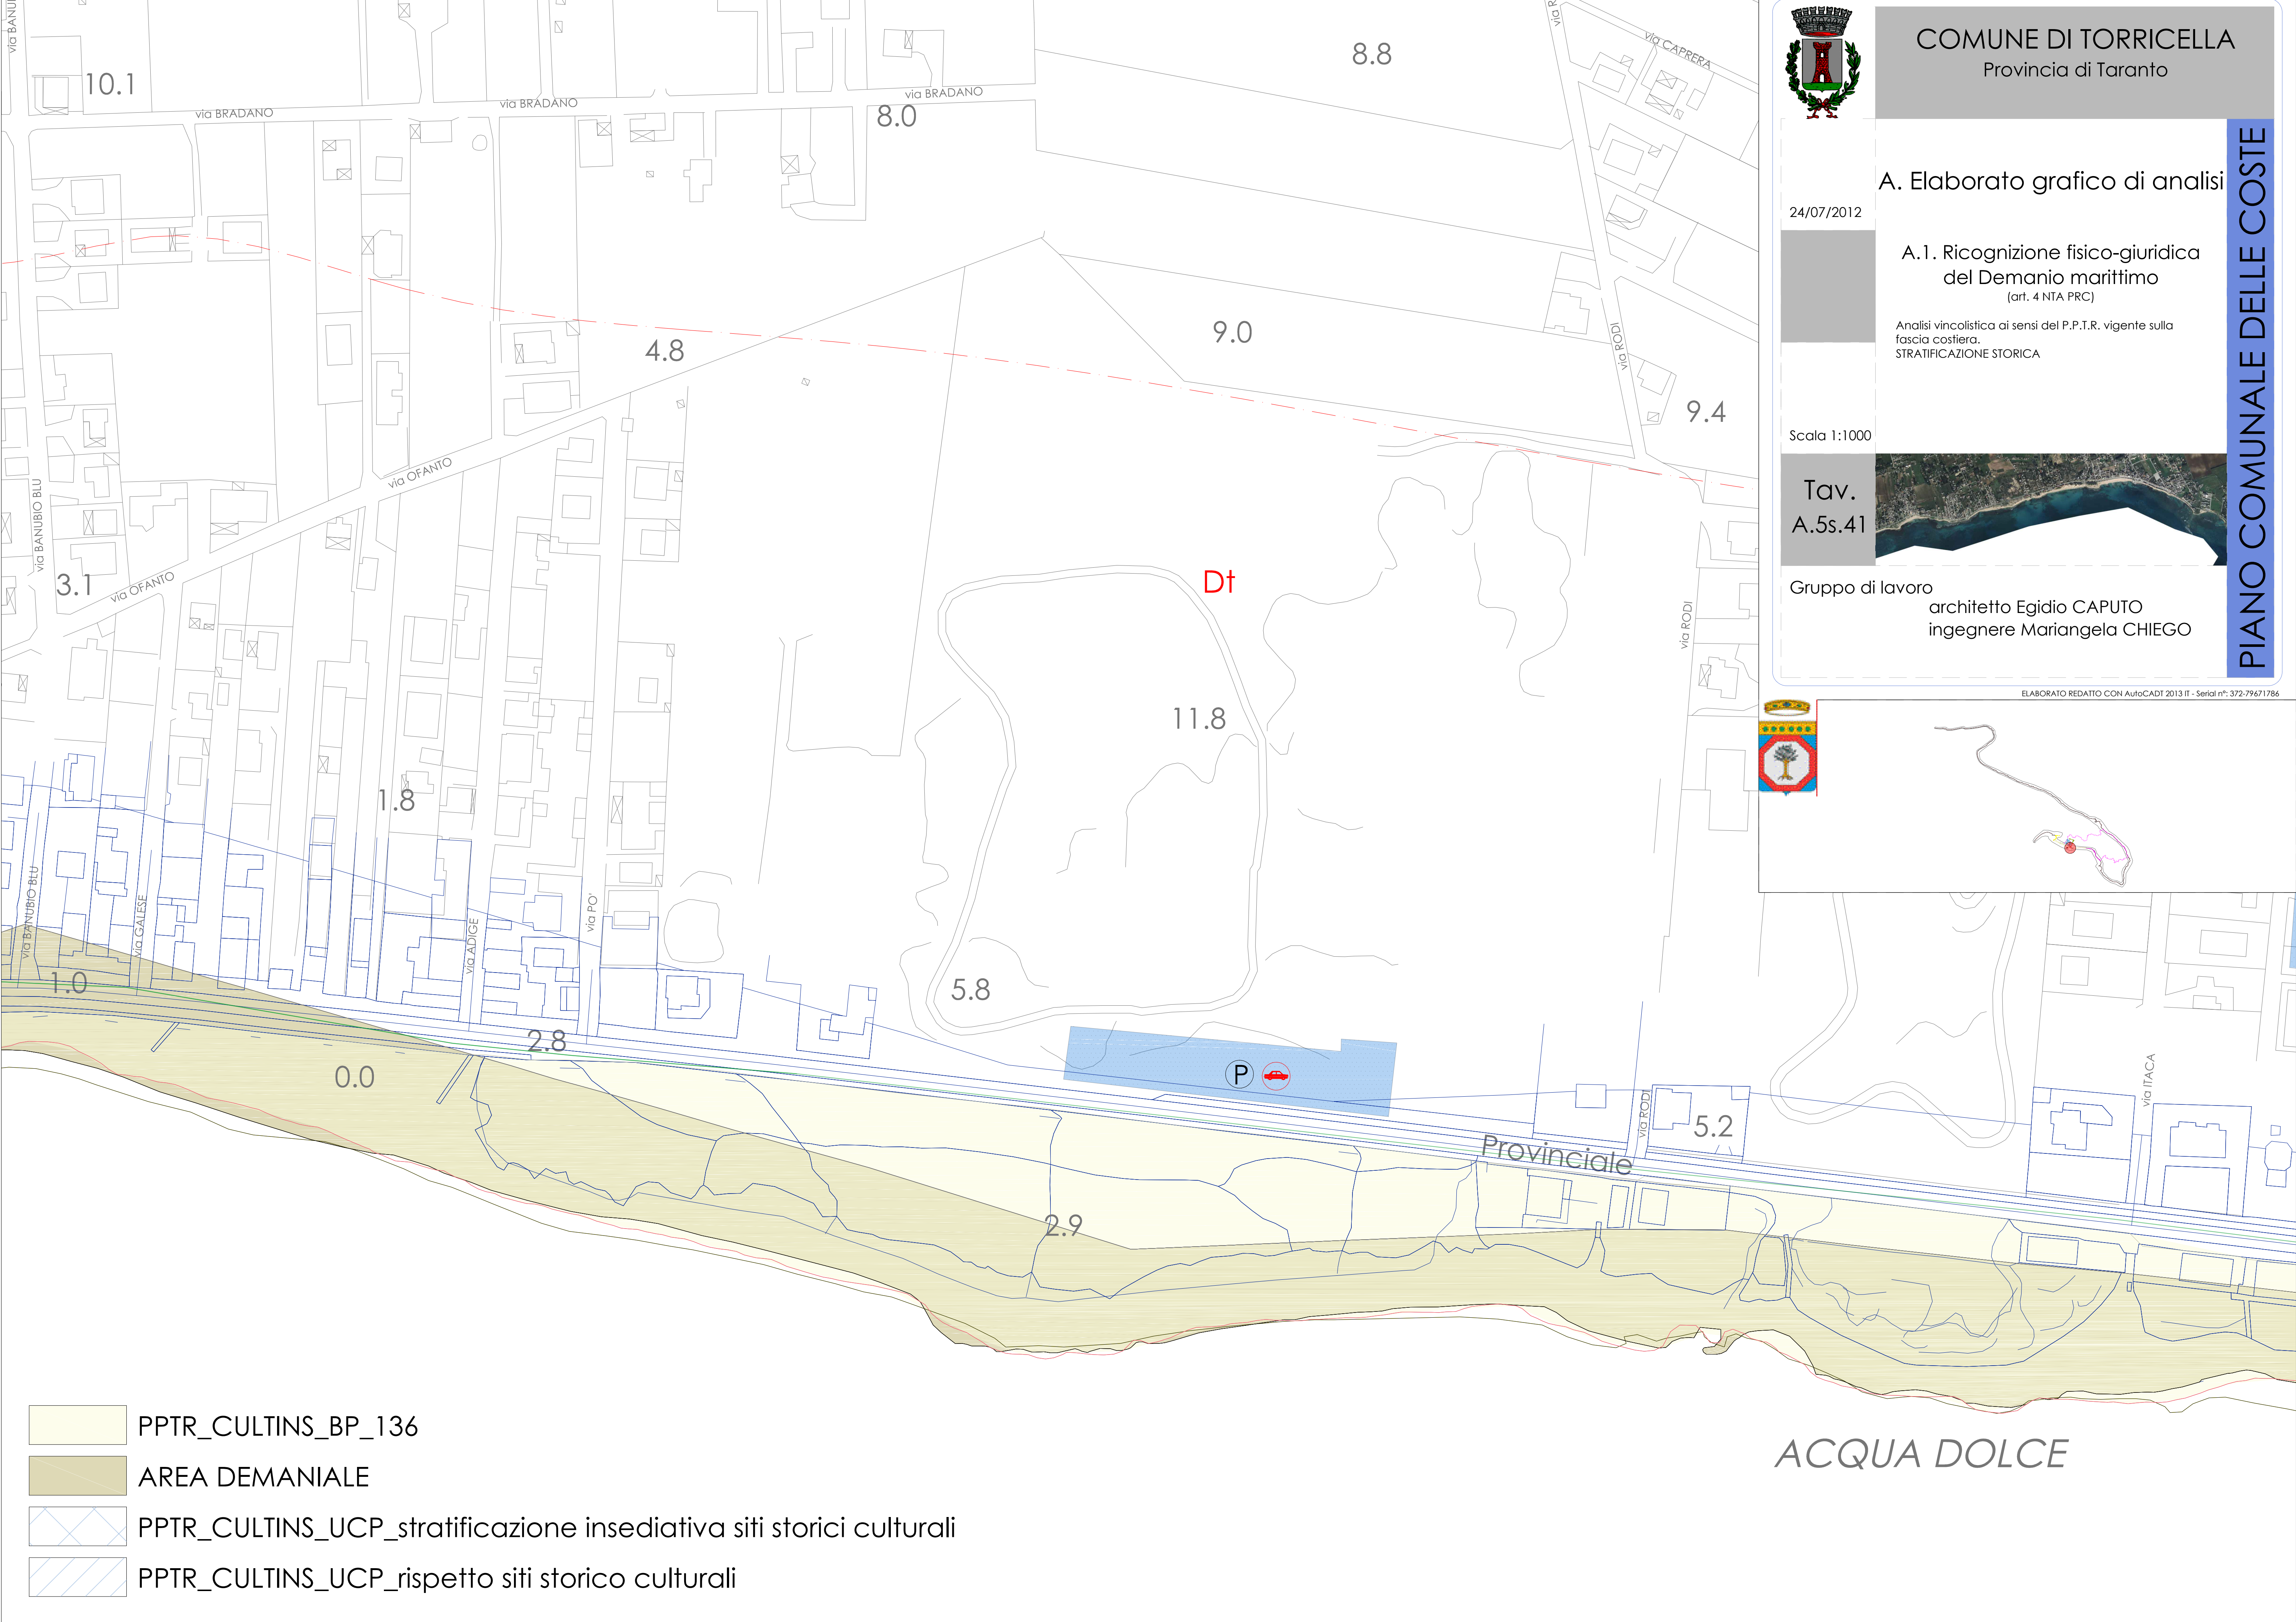 COMUNE DI TORRICELLA
Provincia di Taranto
A. Elaborato grafico di analisi
24/07/2012
A.1. Ricognizione fisico-giuridica
del Demanio marittimo
(art. 4 NTA PRC)
Analisi vincolistica ai sensi del P.P.T.R. vigente sulla
fascia costiera.
STRATIFICAZIONE STORICA
Scala 1:1000
Tav.
A.5s.41
Gruppo di lavoro
architetto Egidio CAPUTO
ingegnere Mariangela CHIEGO
PIANO COMUNALE DELLE COSTE
ELABORATO REDATTO CON AutoCADT 2013 IT - Serial n°: 372-79671786
via BANU
10.1
via BRADANO
via BRADANO
via BRADANO
8.0
8.8
via R
via CAPRERA
4.8
9.0
via RODI
9.4
via OFANTO
via BANUBIO BLU
3.1
via OFANTO
Dt
via RODI
11.8
1.8
via BANUBIO BLU
via GALESE
via ADIGE
via PO'
1.0
5.8
2.8
0.0
P
via RODI
5.2
via ITACA
Provinciale
2.9
ACQUA DOLCE
PPTR_CULTINS_BP_136
AREA DEMANIALE
PPTR_CULTINS_UCP_stratificazione insediativa siti storici culturali
PPTR_CULTINS_UCP_rispetto siti storico culturali